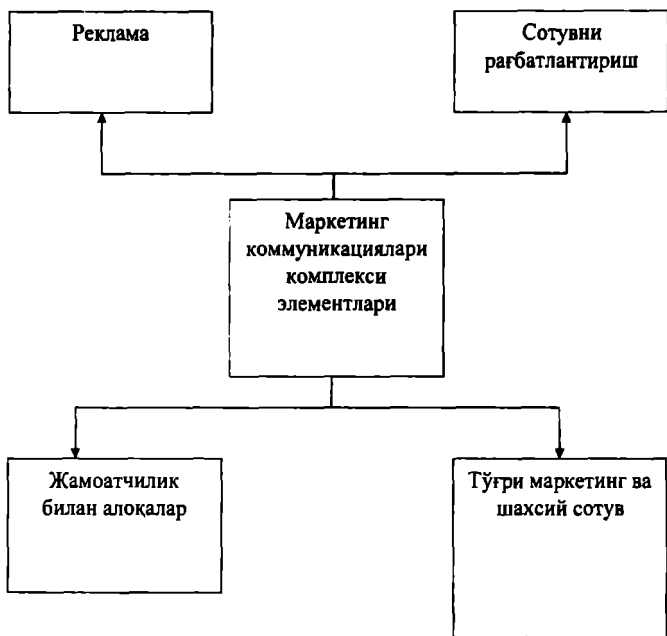 Реклама
Сотувни
рағбатлантириш
Маркетинг
коммуникациялари
комплекси
элементлари
Жамоатчилик
билан алоқалар
Тўғри маркетинг ва
шахсий сотув